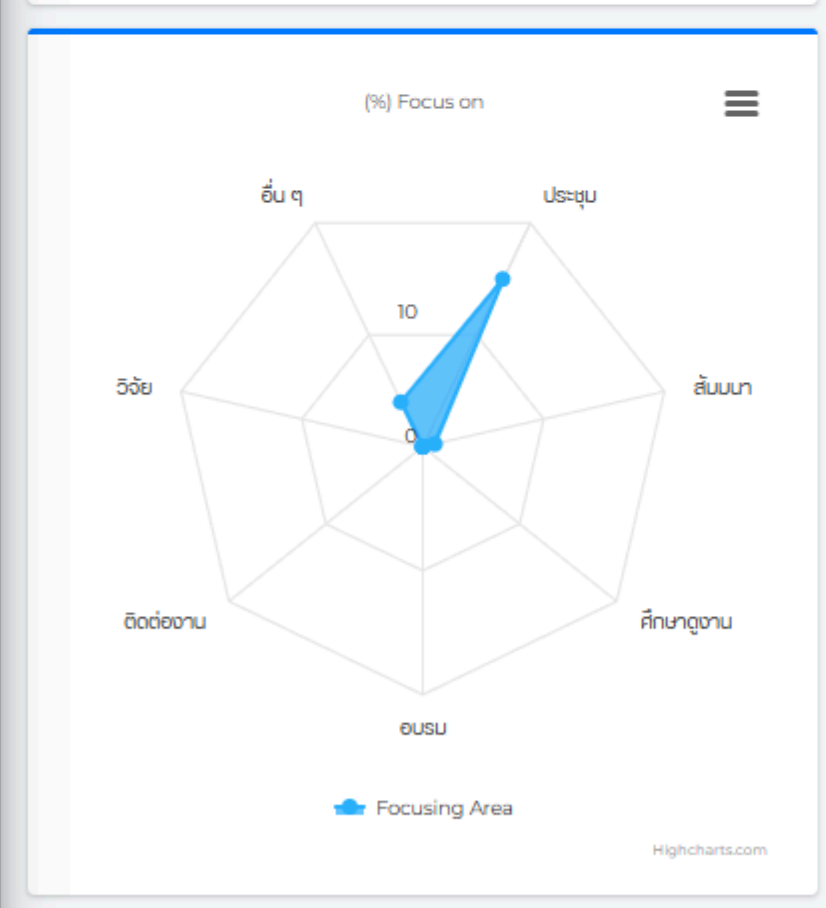 (%) Focus on
อื่น ๆ
ประชุม
10
วิจัย
สัมมนา
0
ติดต่องาน
ศึกษาดูงาน
อบรม
Focusing Area
Highcharts.com